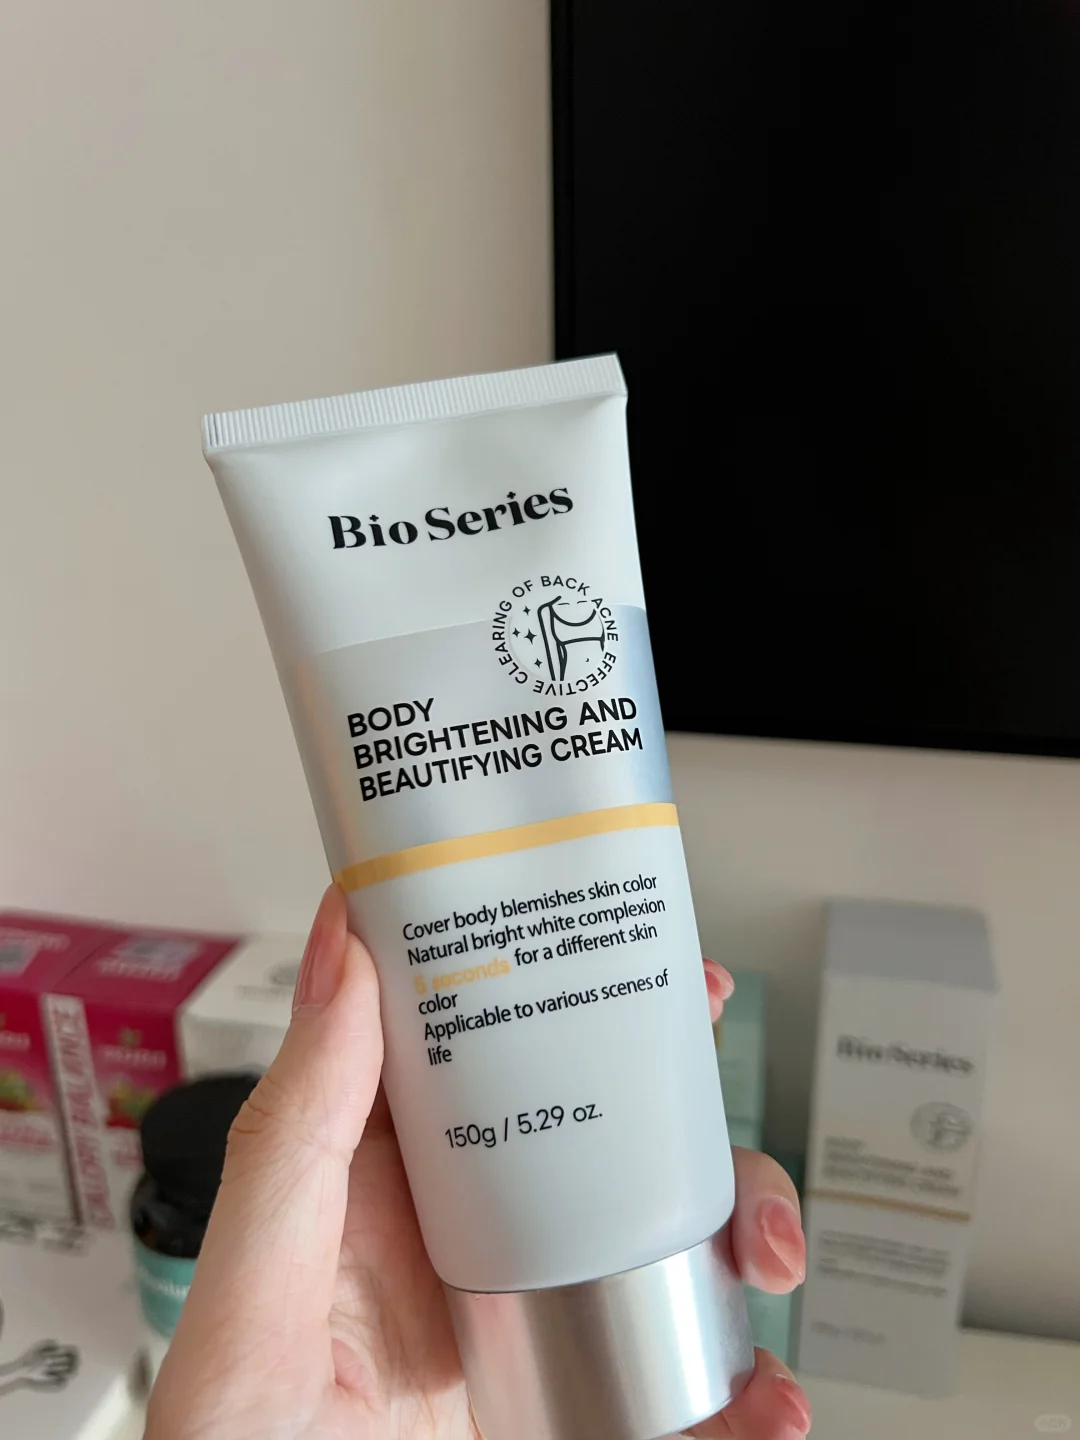 Bio Series
CLEARING OF BACK ACNE EFFECTIVE
BODY
BRIGHTENING AND
BEAUTIFYING CREAM
Cover body blemishes skin color
Natural bright white complexion
5 seconds for a different skin
color
Applicable to various scenes of
life
150g / 5.29 oz.
CALORY BALANCE
Bio Series